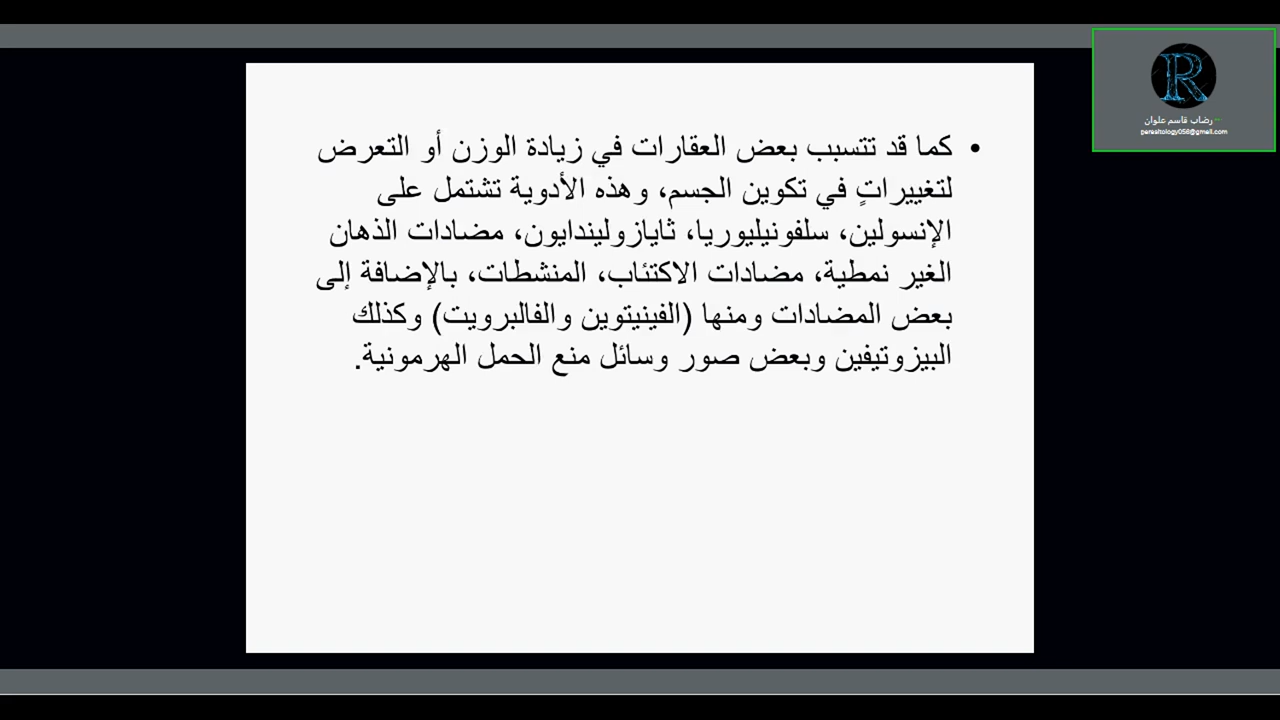 • كما قد تتسبب بعض العقارات في زيادة الوزن أو التعرض
لتغييراتٍ في تكوين الجسم، وهذه الأدوية تشتمل على
الإنسولين، سلفونيليوريا، ثايازوليندايون، مضادات الذهان
الغير نمطية، مضادات الاكتئاب، المنشطات، بالإضافة إلى
بعض المضادات ومنها (الفينيتوين والفالبرويت) وكذلك
البيزوتيفين وبعض صور وسائل منع الحمل الهرمونية.
R
رضاب قاسم علوان